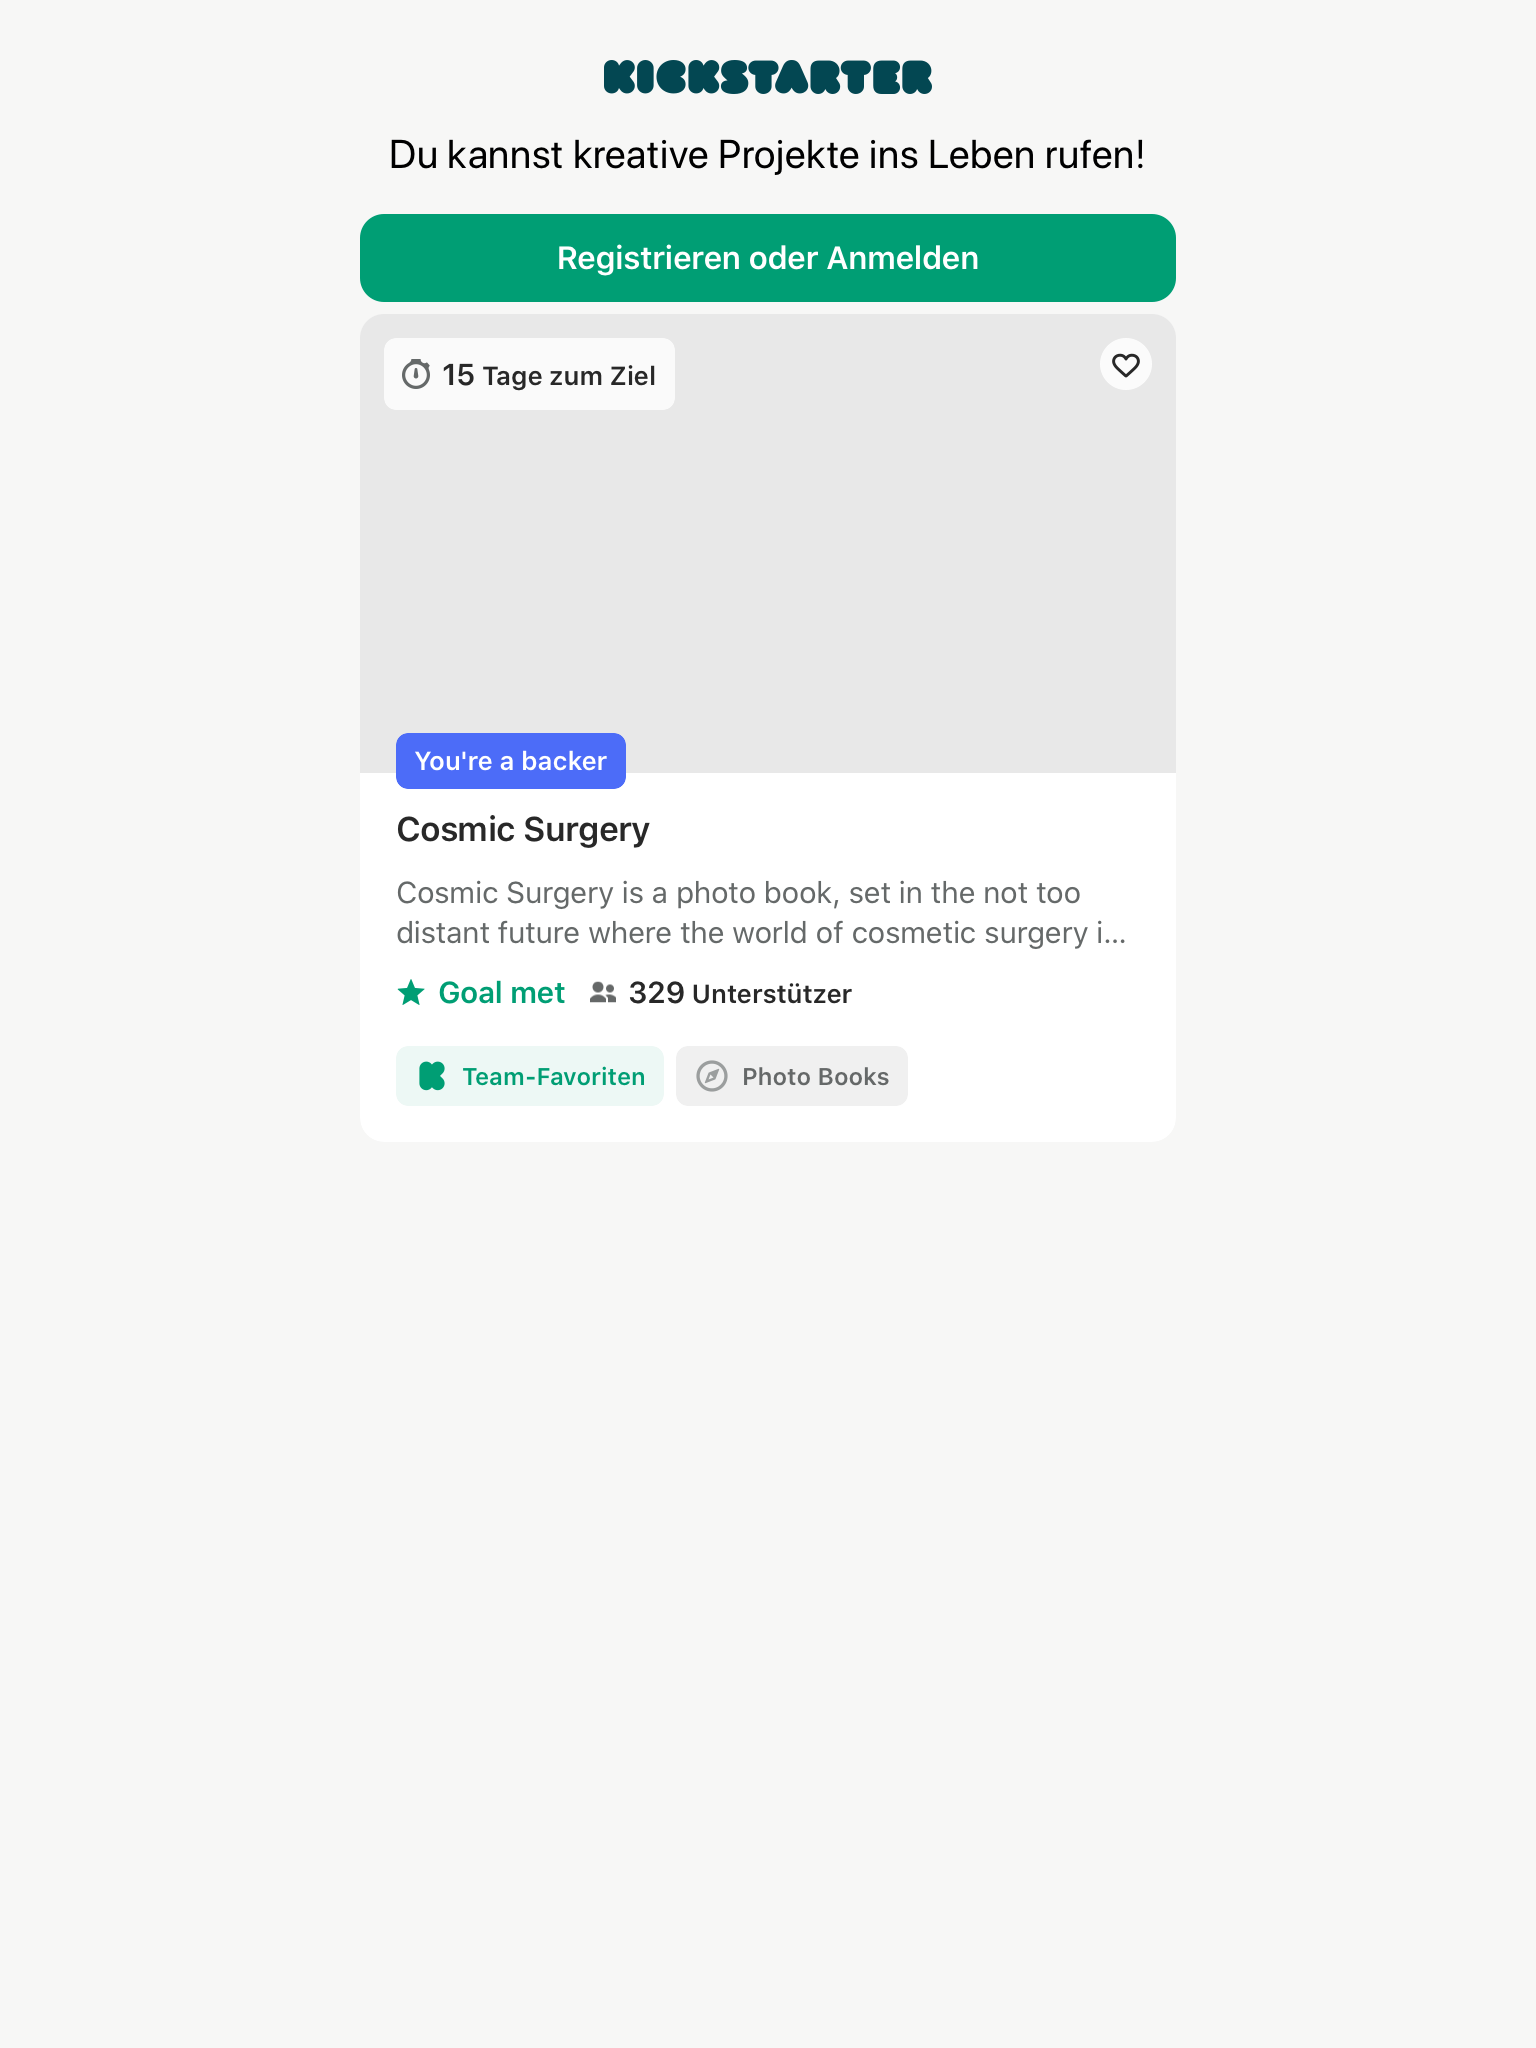 KICKSTARTER
Du kannst kreative Projekte ins Leben rufen!
Registrieren oder Anmelden
15 Tage zum Ziel
You're a backer
Cosmic Surgery
Cosmic Surgery is a photo book, set in the not too
distant future where the world of cosmetic surgery i...
Goal met 329 Unterstützer
Team-Favoriten Photo Books